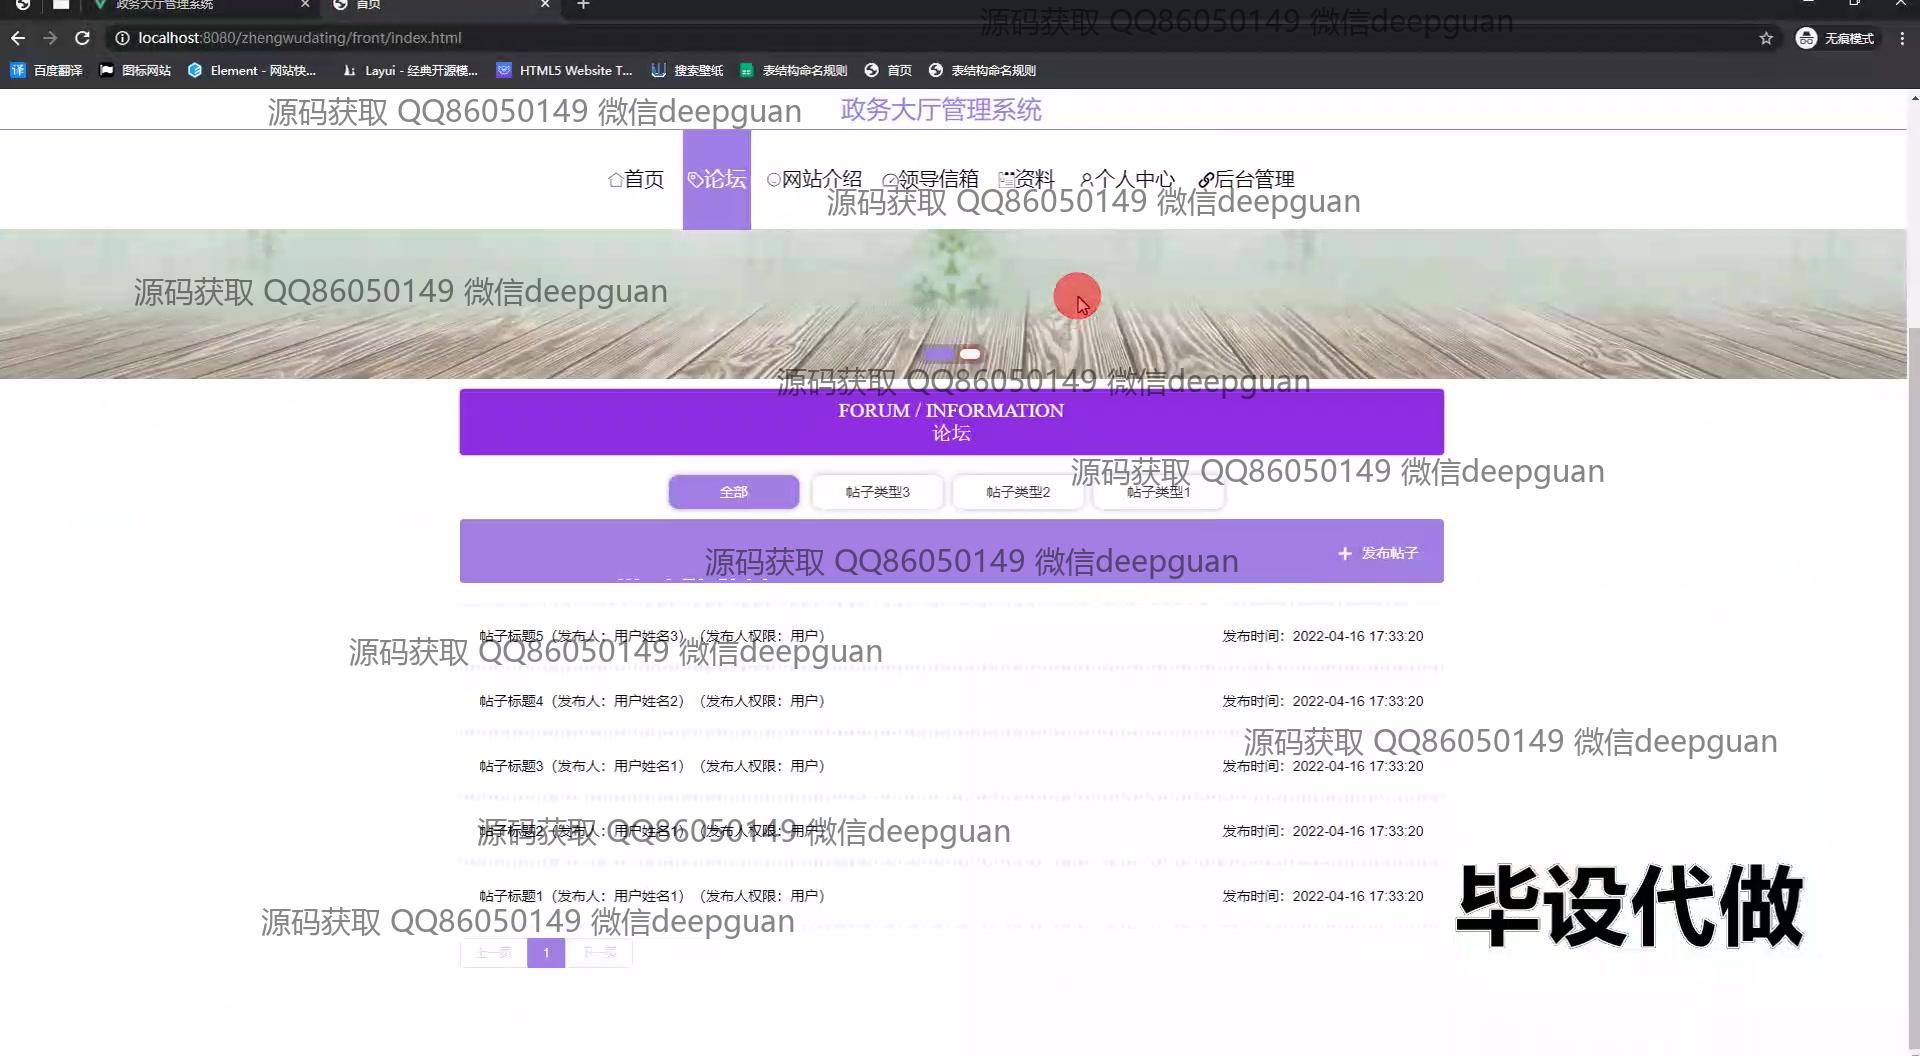 政务大厅管理系统
首页
源码获取 QQ86050149 微信deepguan
localhost:8080/zhengwudating/front/index.html
无痕模式
百度翻译
图标网站
Element - 网站快...
Layui - 经典开源模...
HTML5 Website T...
搜索壁纸
表结构命名规则
首页
表结构命名规则
源码获取 QQ86050149 微信deepguan
政务大厅管理系统
首页
论坛
网站介绍
领导信箱
资料
个人中心
后台管理
源码获取 QQ86050149 微信deepguan
源码获取 QQ86050149 微信deepguan
源码获取 QQ86050149 微信deepguan
FORUM / INFORMATION
论坛
源码获取 QQ86050149 微信deepguan
全部
帖子类型3
帖子类型2
帖子类型1
源码获取 QQ86050149 微信deepguan
发布帖子
帖子标题5（发布人：用户姓名3）（发布人权限：用户）
发布时间：2022-04-16 17:33:20
源码获取 QQ86050149 微信deepguan
帖子标题4（发布人：用户姓名2）（发布人权限：用户）
发布时间：2022-04-16 17:33:20
源码获取 QQ86050149 微信deepguan
帖子标题3（发布人：用户姓名1）（发布人权限：用户）
发布时间：2022-04-16 17:33:20
帖子标题2（发布人：用户姓名1）（发布人权限：用户）
发布时间：2022-04-16 17:33:20
源码获取 QQ86050149 微信deepguan
帖子标题1（发布人：用户姓名1）（发布人权限：用户）
发布时间：2022-04-16 17:33:20
源码获取 QQ86050149 微信deepguan
毕设代做
上一页
1
下一页